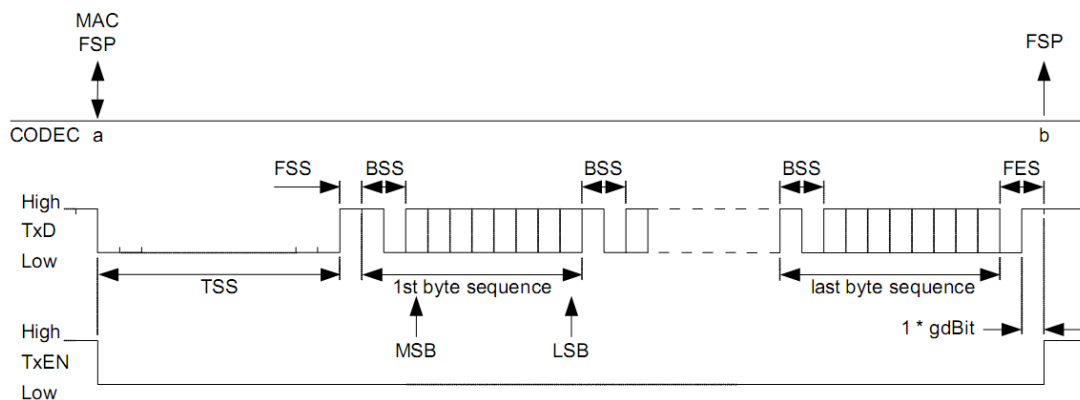 MAC
FSP
FSP
CODEC a b
FSS BSS BSS BSS FES
High
TxD
Low
TSS 1st byte sequence last byte sequence
High 1 * gdBit
MSB LSB
TxEN
Low